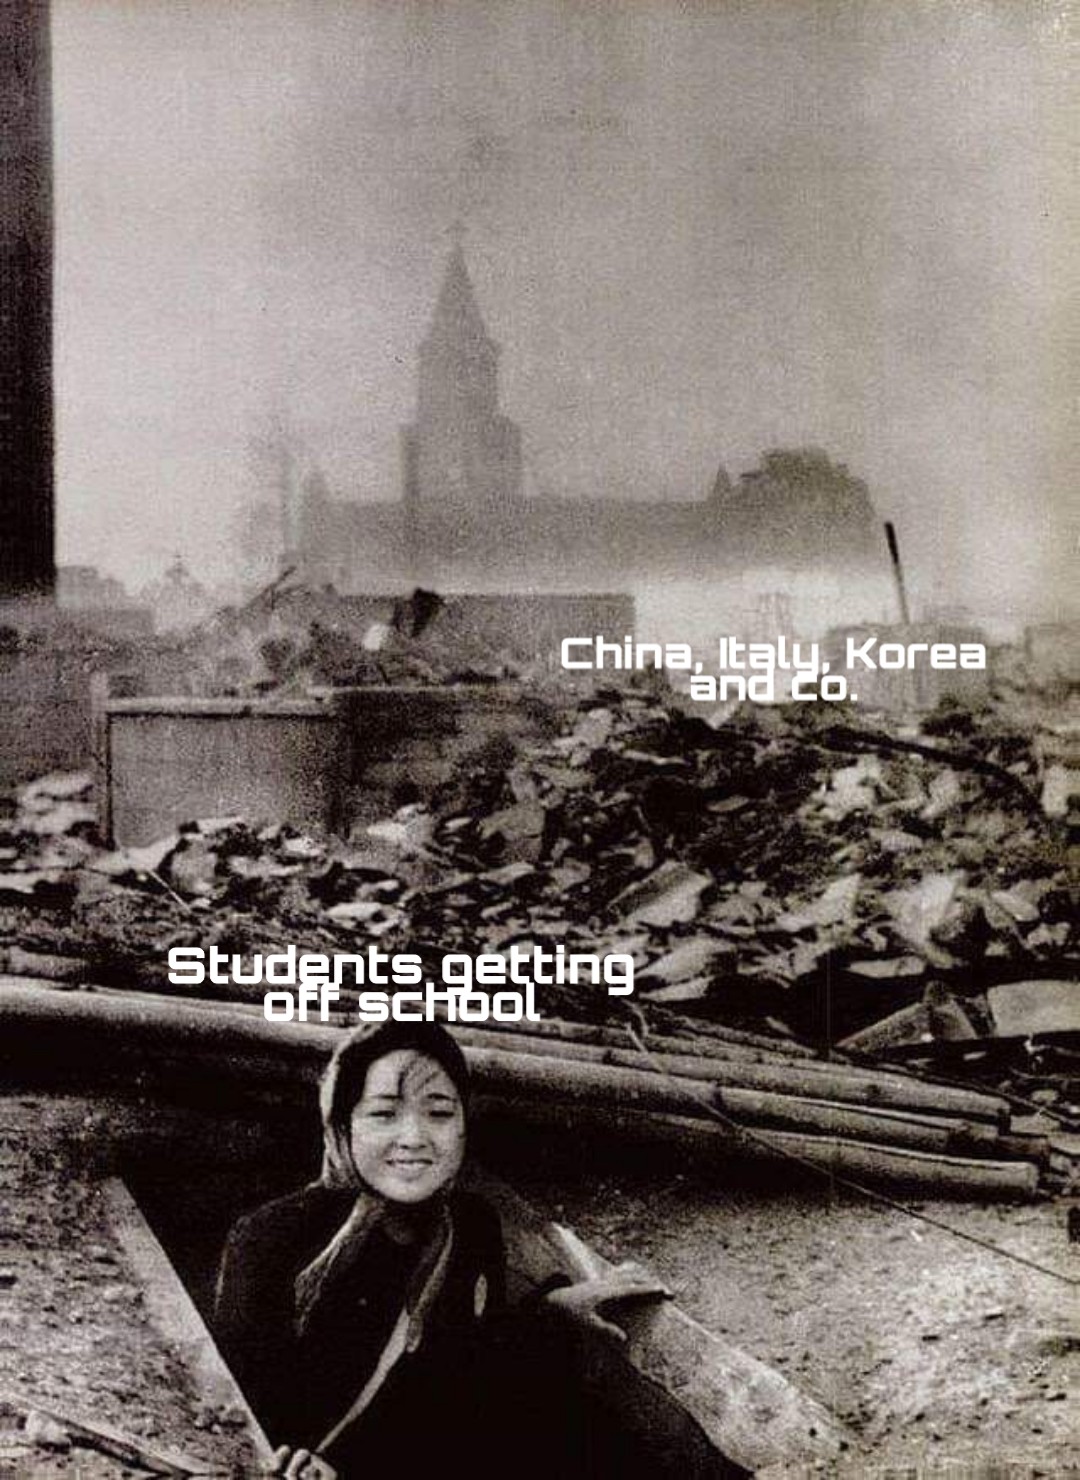 China, Italy, Korea
and co.
Students getting
off school